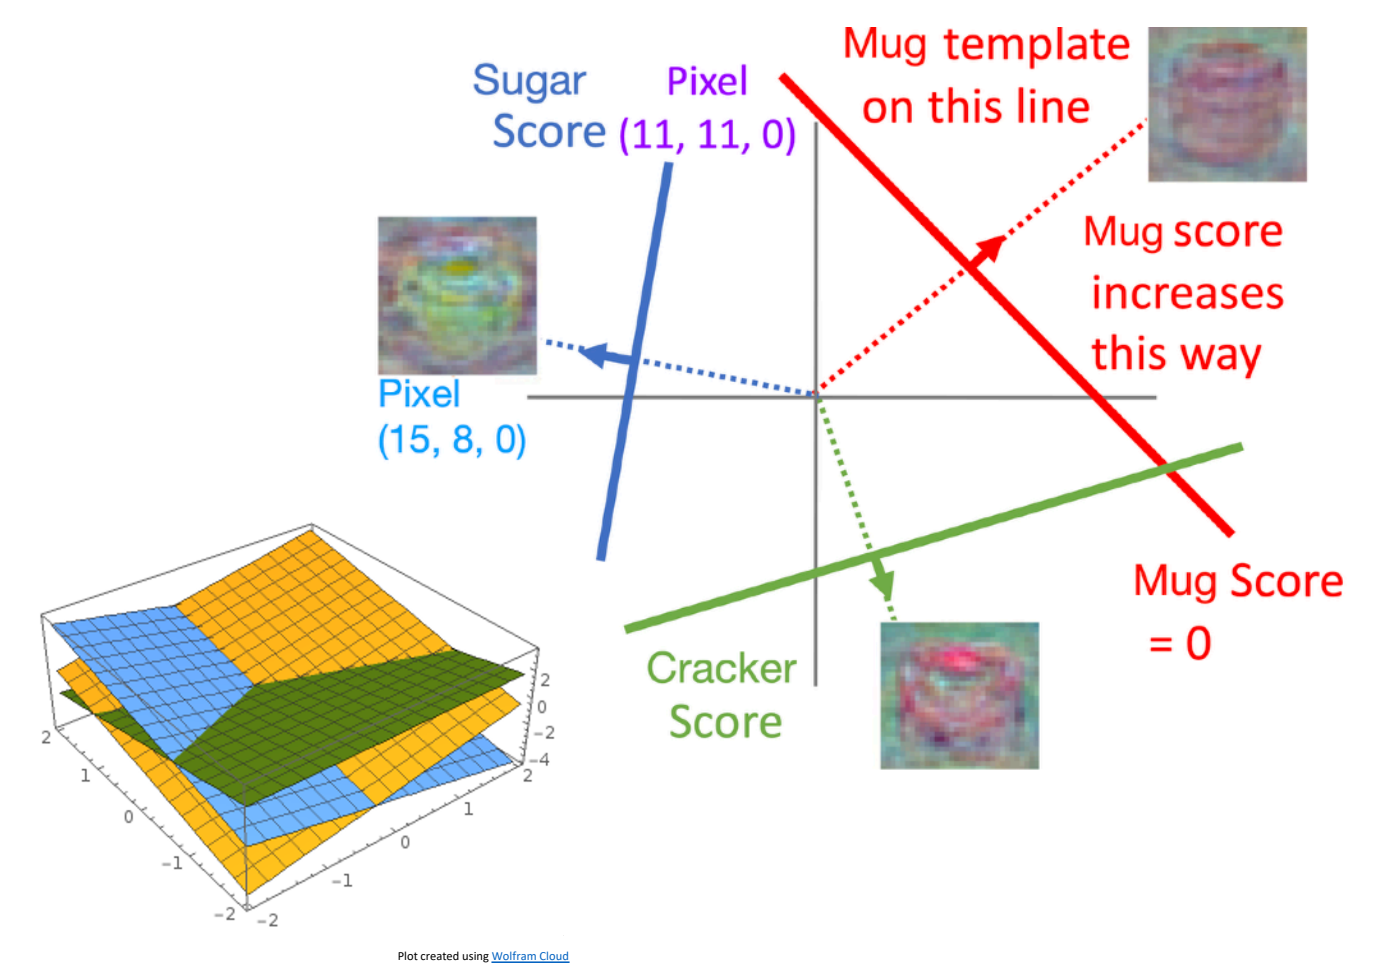 Mug template
on this line
Sugar
Score
Pixel
(11, 11, 0)
Mug score
increases
this way
Pixel
(15, 8, 0)
Mug Score
= 0
Cracker
Score
2
1
0
−1
−2
−2
−1
0
1
2
2
0
−2
−4
Plot created using Wolfram Cloud